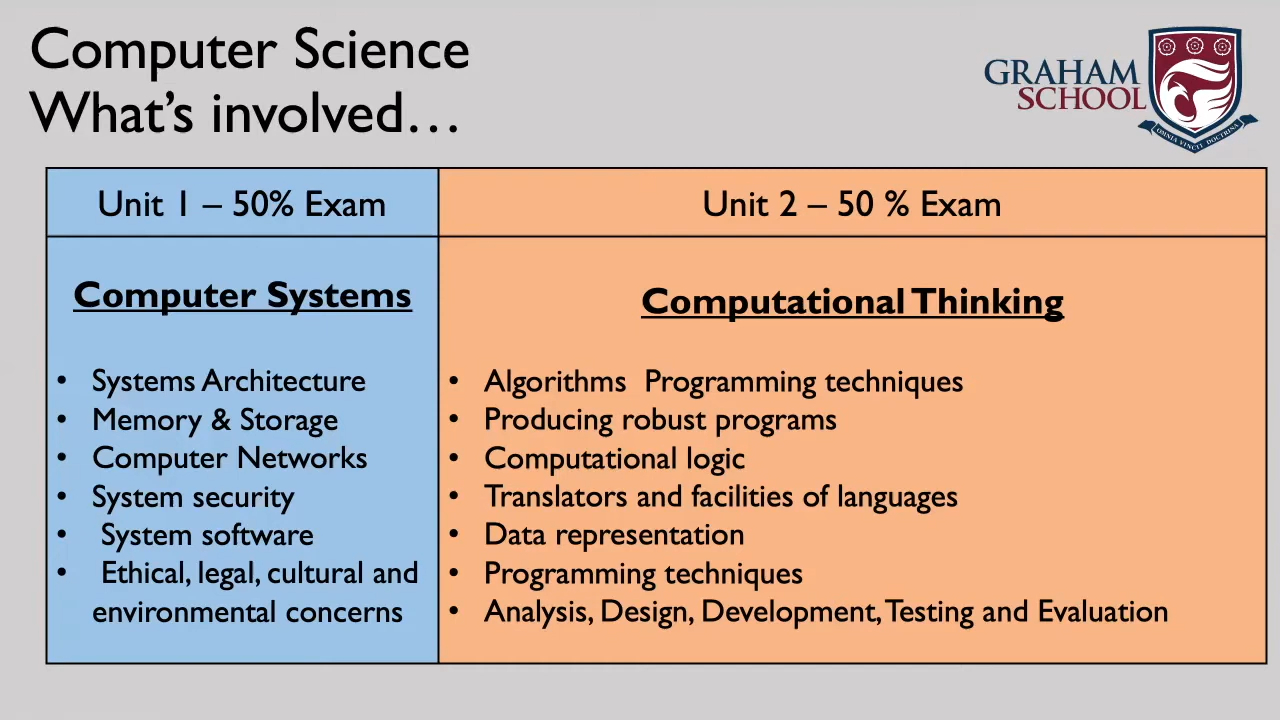 Computer Science
What's involved…
GRAHAM
SCHOOL
OMNIA VINCIT DOCTRINA
Unit 1 – 50% Exam
Unit 2 – 50 % Exam
Computer Systems
• Systems Architecture
• Memory & Storage
• Computer Networks
• System security
• System software
• Ethical, legal, cultural and
environmental concerns
Computational Thinking
• Algorithms  Programming techniques
• Producing robust programs
• Computational logic
• Translators and facilities of languages
• Data representation
• Programming techniques
• Analysis, Design, Development, Testing and Evaluation